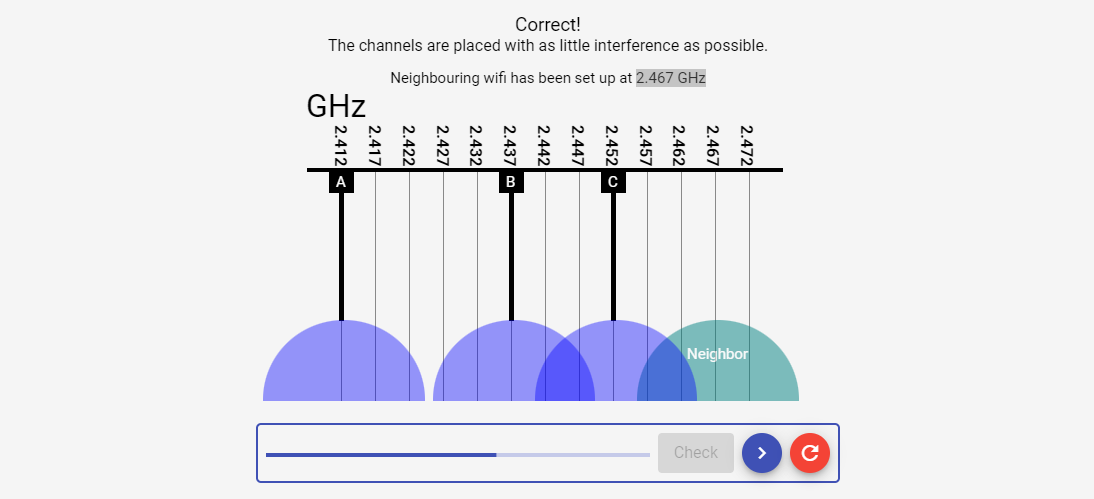 Correct!
The channels are placed with as little interference as possible.
Neighbouring wifi has been set up at 2.467 GHz
GHz
2.412 2.417 2.422 2.427 2.432 2.437 2.442 2.447 2.452 2.457 2.462 2.467 2.472
A B C
Neighbor
Check